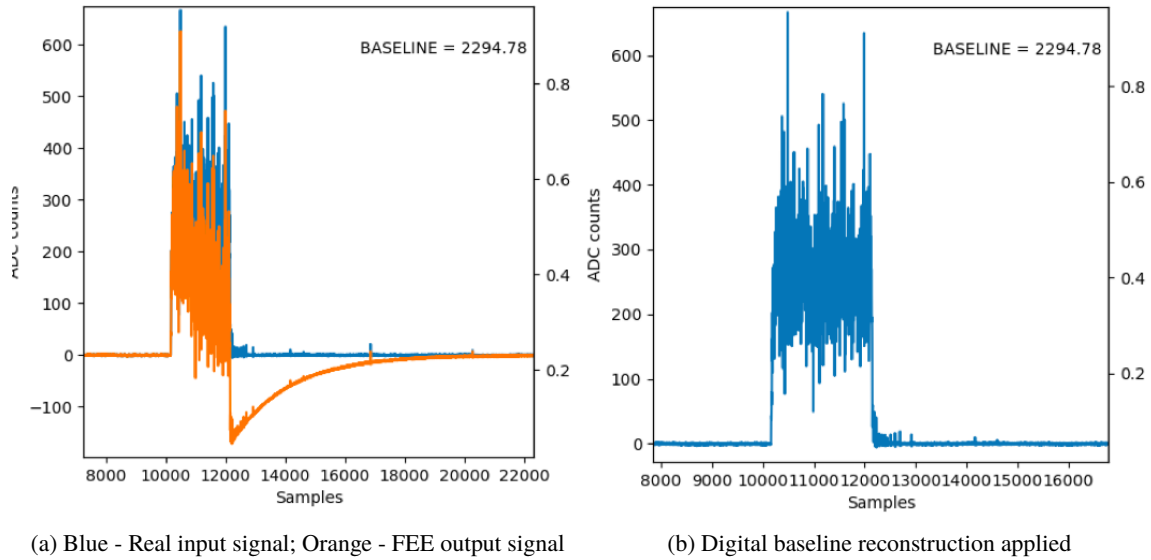 600
500
400
300
200
100
0
−100
ADC counts
BASELINE = 2294.78
0.8
0.6
0.4
0.2
8000 10000 12000 14000 16000 18000 20000 22000
Samples
(a) Blue - Real input signal; Orange - FEE output signal
600
500
400
300
200
100
0
ADC counts
BASELINE = 2294.78
0.8
0.6
0.4
0.2
8000 9000 10000 11000 12000 13000 14000 15000 16000
Samples
(b) Digital baseline reconstruction applied